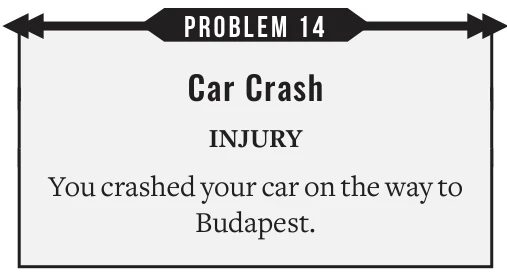 PROBLEM 14
Car Crash
INJURY
You crashed your car on the way to
Budapest.